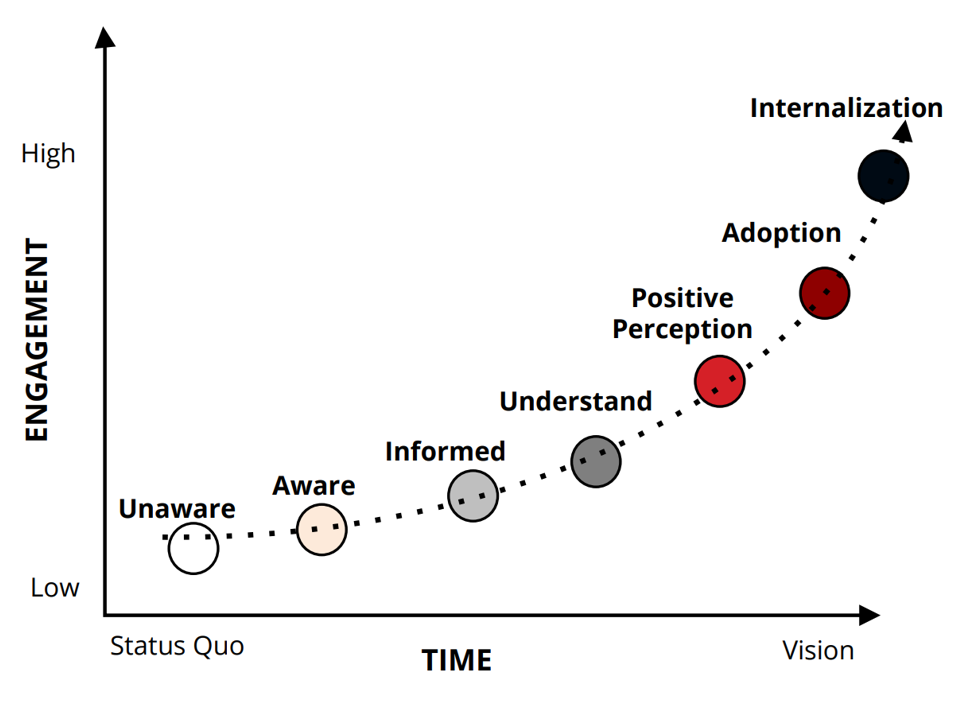 Internalization
High
Adoption
ENGAGEMENT
Positive
Perception
Understand
Informed
Aware
Unaware
Low
Status Quo
TIME
Vision